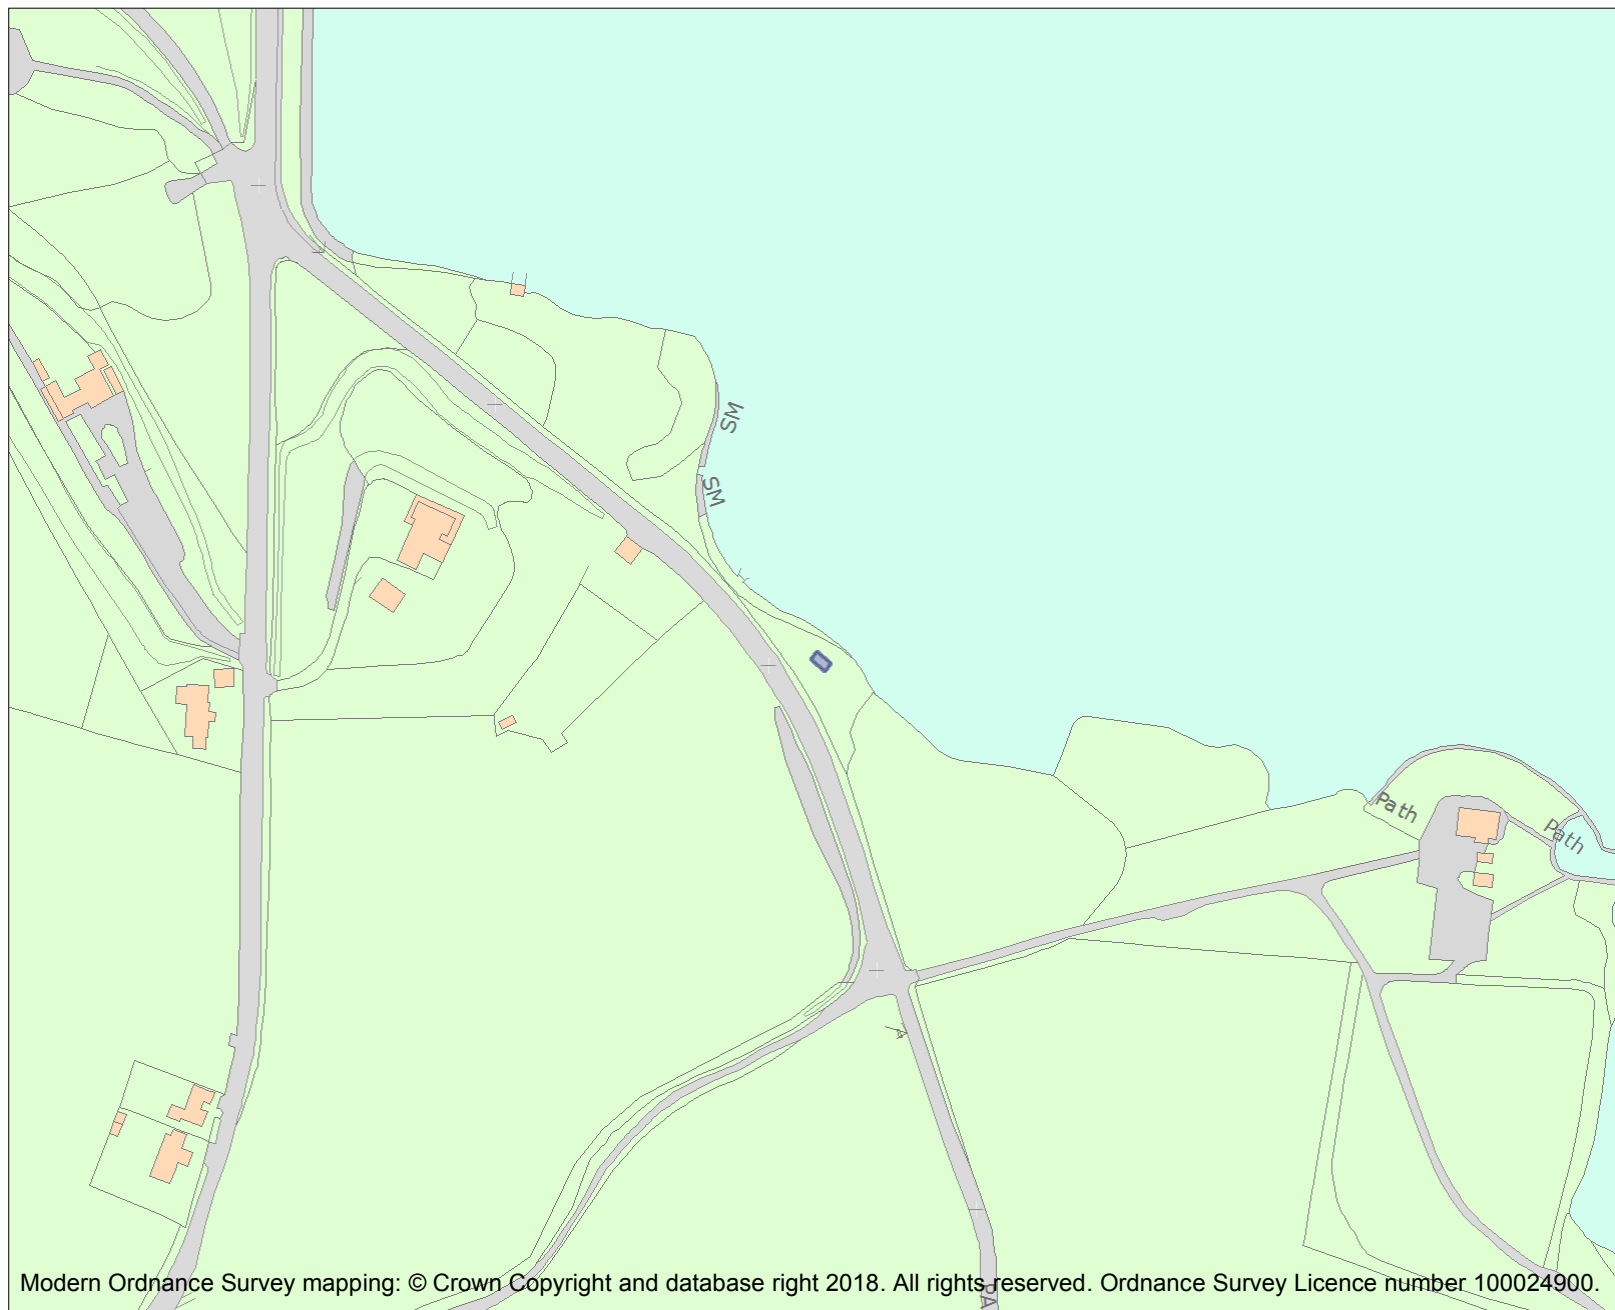 SM
SM
Path
Path
PA
Modern Ordnance Survey mapping: © Crown Copyright and database right 2018. All rights reserved. Ordnance Survey Licence number 100024900.